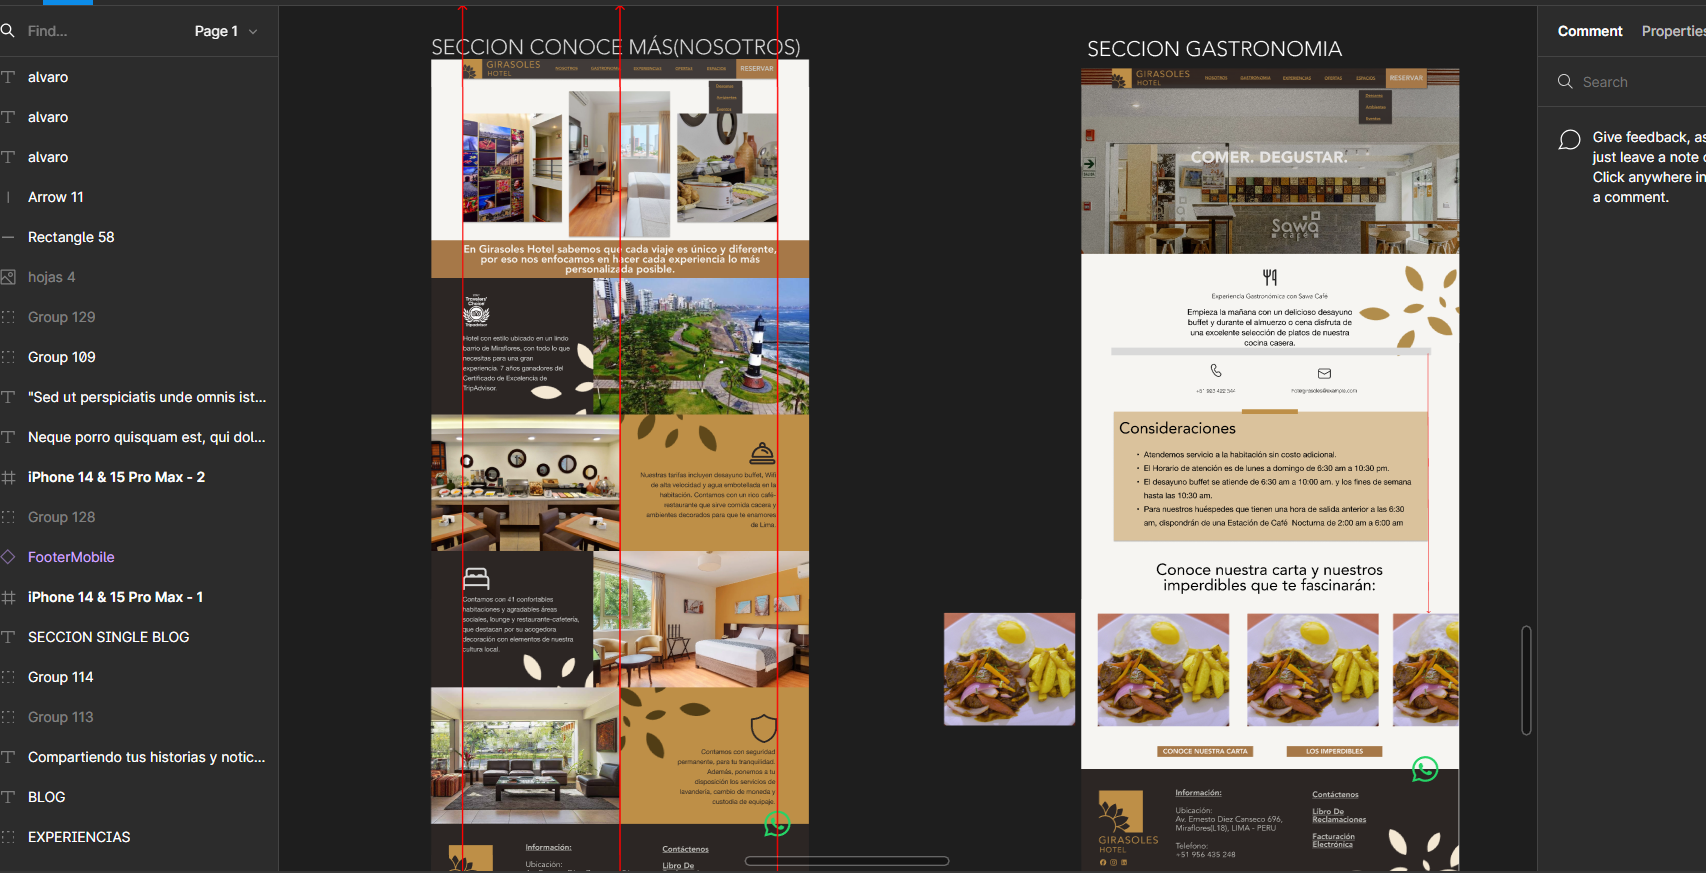 Find...
Page 1
alvaro
alvaro
alvaro
Arrow 11
Rectangle 58
hojas 4
Group 129
Group 109
"Sed ut perspiciatis unde omnis ist...
Neque porro quisquam est, qui dol...
iPhone 14 & 15 Pro Max - 2
Group 128
FooterMobile
iPhone 14 & 15 Pro Max - 1
SECCION SINGLE BLOG
Group 114
Group 113
Compartiendo tus historias y notic...
BLOG
EXPERIENCIAS
SECCION CONOCE MÁS(NOSOTROS)
GIRASOLES
HOTEL
NOSOTROS GASTRONOMIA EXPERIENCIAS OFERTAS ESPACIOS RESERVAR
En Girasoles Hotel sabemos que cada viaje es único y diferente,
por eso nos enfocamos en hacer cada experiencia lo más
personalizada posible.
Travelers'
Choice
Tripadvisor
Hotel con estilo ubicado en un lindo
barrio de Miraflores, con todo lo que
necesitas para una gran
experiencia. 7 años ganadores del
Certificado de Excelencia de
TripAdvisor.
Nuestras tarifas incluyen desayuno buffet, Wifi
de alta velocidad y agua embotellada en la
habitación. Contamos con un rico café-
restaurante que sirve comida casera y
ambientes decorados para que te enamores
de Lima.
Contamos con 41 confortables
habitaciones y agradables áreas
sociales, lounge y restaurante-cafetería,
que destacan por su acogedora
decoración con elementos de nuestra
cultura local.
Contamos con seguridad
permanente, para tu tranquilidad.
Además, ponemos a tu
disposición los servicios de
lavandería, cambio de moneda y
custodia de equipaje.
Información:
Ubicación:
Contáctenos
Libro De
SECCION GASTRONOMIA
GIRASOLES
HOTEL
NOSOTROS GASTRONOMIA EXPERIENCIAS OFERTAS ESPACIOS RESERVAR
COMER. DEGUSTAR.
Sawa
café
Experiencia Gastronómica con Sawa Café
Empieza la mañana con un delicioso desayuno
buffet y durante el almuerzo o cena disfruta de
una excelente selección de platos de nuestra
cocina casera.
Consideraciones
• Atendemos servicio a la habitación sin costo adicional.
• El Horario de atención es de lunes a domingo de 6:30 am a 10:30 pm.
• El desayuno buffet se atiende de 6:30 am a 10:00 am. y los fines de semana
hasta las 10:30 am.
• Para nuestros huéspedes que tienen una hora de salida anterior a las 6:30
am, dispondrán de una Estación de Café Nocturna de 2:00 am a 6:00 am
Conoce nuestra carta y nuestros
imperdibles que te fascinarán:
CONOCE NUESTRA CARTA
LOS IMPERDIBLES
GIRASOLES
HOTEL
Información:
Ubicación:
Av. Ernesto Diez Canseco 696,
Miraflores(L18), LIMA - PERU
Telefono:
+51 956 435 248
Contáctenos
Libro De
Reclamaciones
Facturación
Electrónica
Comment
Properties
Search
Give feedback, as
just leave a note
Click anywhere in
a comment.